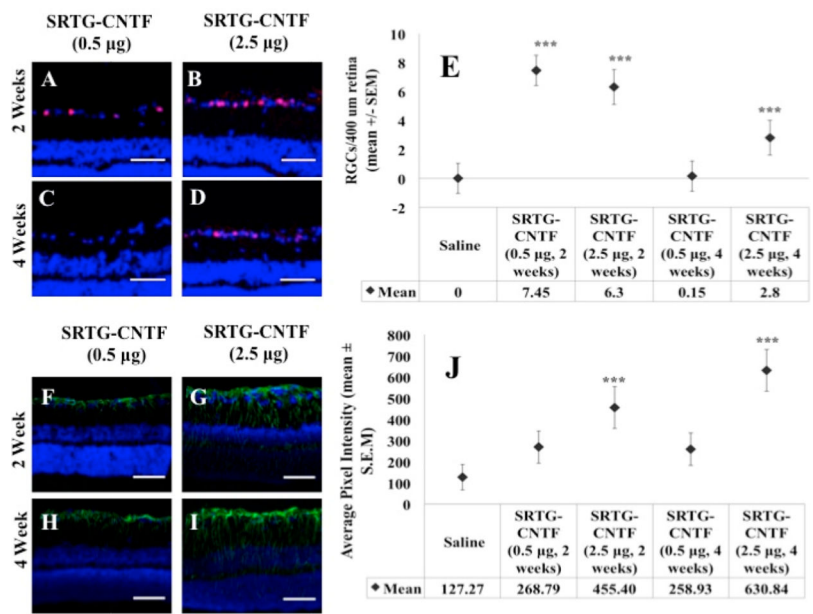 SRTG-CNTF SRTG-CNTF
(0.5 µg) (2.5 µg)
2 Weeks
A B
4 Weeks
C D
RGCs/400 um retina
(mean +/- SEM)
E
10
8
6
4
2
0
-2
*** *** ***
Saline
SRTG-
CNTF
(0.5 µg, 2
weeks)
SRTG-
CNTF
(2.5 µg, 2
weeks)
SRTG-
CNTF
(0.5 µg, 4
weeks)
SRTG-
CNTF
(2.5 µg, 4
weeks)
Mean 0 7.45 6.3 0.15 2.8
SRTG-CNTF SRTG-CNTF
(0.5 µg) (2.5 µg)
2 Week
F G
4 Week
H I
Average Pixel Intensity (mean ±
S.E.M)
J
800
700
600
500
400
300
200
100
0
*** ***
Saline
SRTG-
CNTF
(0.5 µg, 2
weeks)
SRTG-
CNTF
(2.5 µg, 2
weeks)
SRTG-
CNTF
(0.5 µg, 4
weeks)
SRTG-
CNTF
(2.5 µg, 4
weeks)
Mean 127.27 268.79 455.40 258.93 630.84